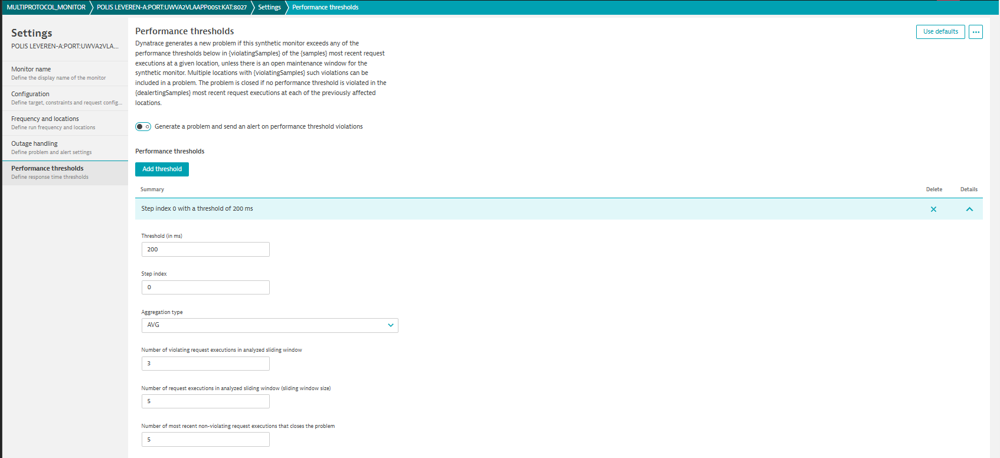 MULTIPROTOCOL_MONITOR POLIS LEVEREN-A:PORT:UWVA2VLAAPP0051:KAT:8027 Settings Performance thresholds
Settings
POLIS LEVEREN-A:PORT:UWVA2VLA...
Monitor name
Define the display name of the monitor
Configuration
Define target, constraints and request config...
Frequency and locations
Define run frequency and locations
Outage handling
Define problem and alert settings
Performance thresholds
Define response time thresholds
Performance thresholds
Use defaults ...
Dynatrace generates a new problem if this synthetic monitor exceeds any of the
performance thresholds below in {violatingSamples} of the {samples} most recent request
executions at a given location, unless there is an open maintenance window for the
synthetic monitor. Multiple locations with {violatingSamples} such violations can be
included in a problem. The problem is closed if no performance threshold is violated in the
{dealertingSamples} most recent request executions at each of the previously affected
locations.
Generate a problem and send an alert on performance threshold violations
Performance thresholds
Add threshold
Summary Delete Details
Step index 0 with a threshold of 200 ms
Threshold (in ms)
200
Step index
0
Aggregation type
AVG
Number of violating request executions in analyzed sliding window
3
Number of request executions in analyzed sliding window (sliding window size)
5
Number of most recent non-violating request executions that closes the problem
5